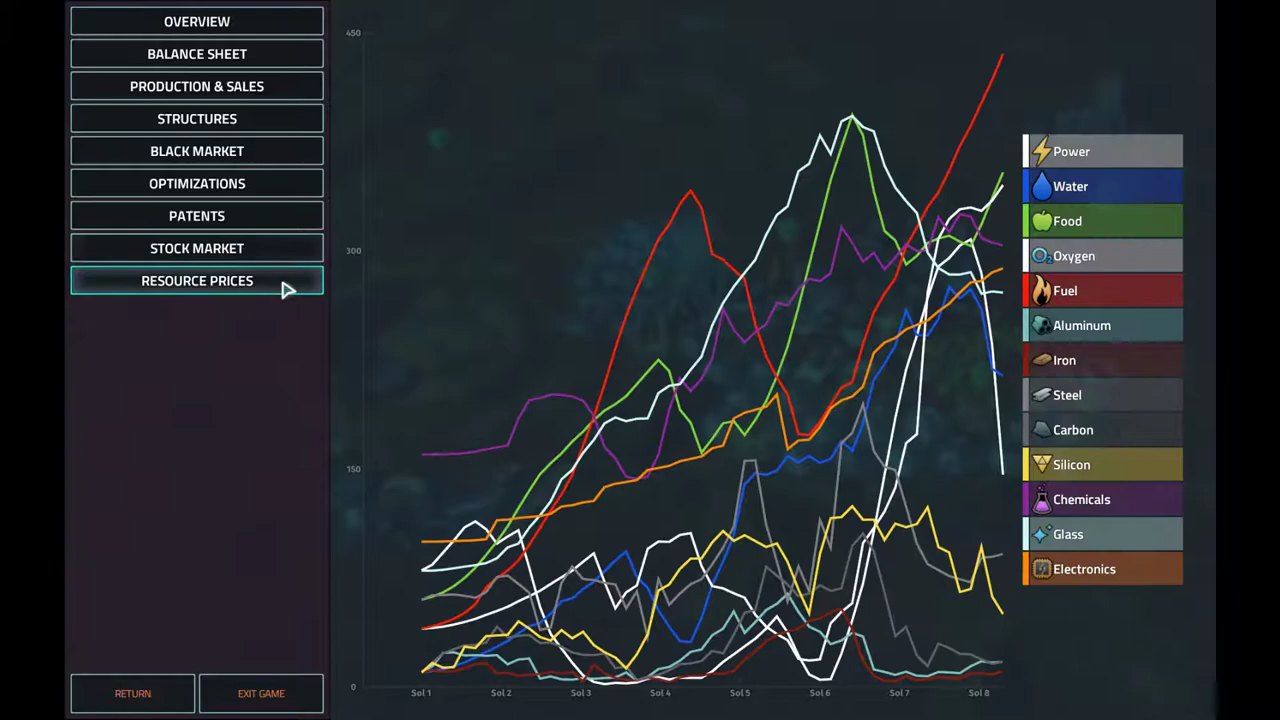 OVERVIEW
BALANCE SHEET
PRODUCTION & SALES
STRUCTURES
BLACK MARKET
OPTIMIZATIONS
PATENTS
STOCK MARKET
RESOURCE PRICES
RETURN
EXIT GAME
450
300
150
0
Sol 1
Sol 2
Sol 3
Sol 4
Sol 5
Sol 6
Sol 7
Sol 8
Power
Water
Food
O₂ Oxygen
Fuel
Aluminum
Iron
Steel
Carbon
Silicon
Chemicals
Glass
Electronics